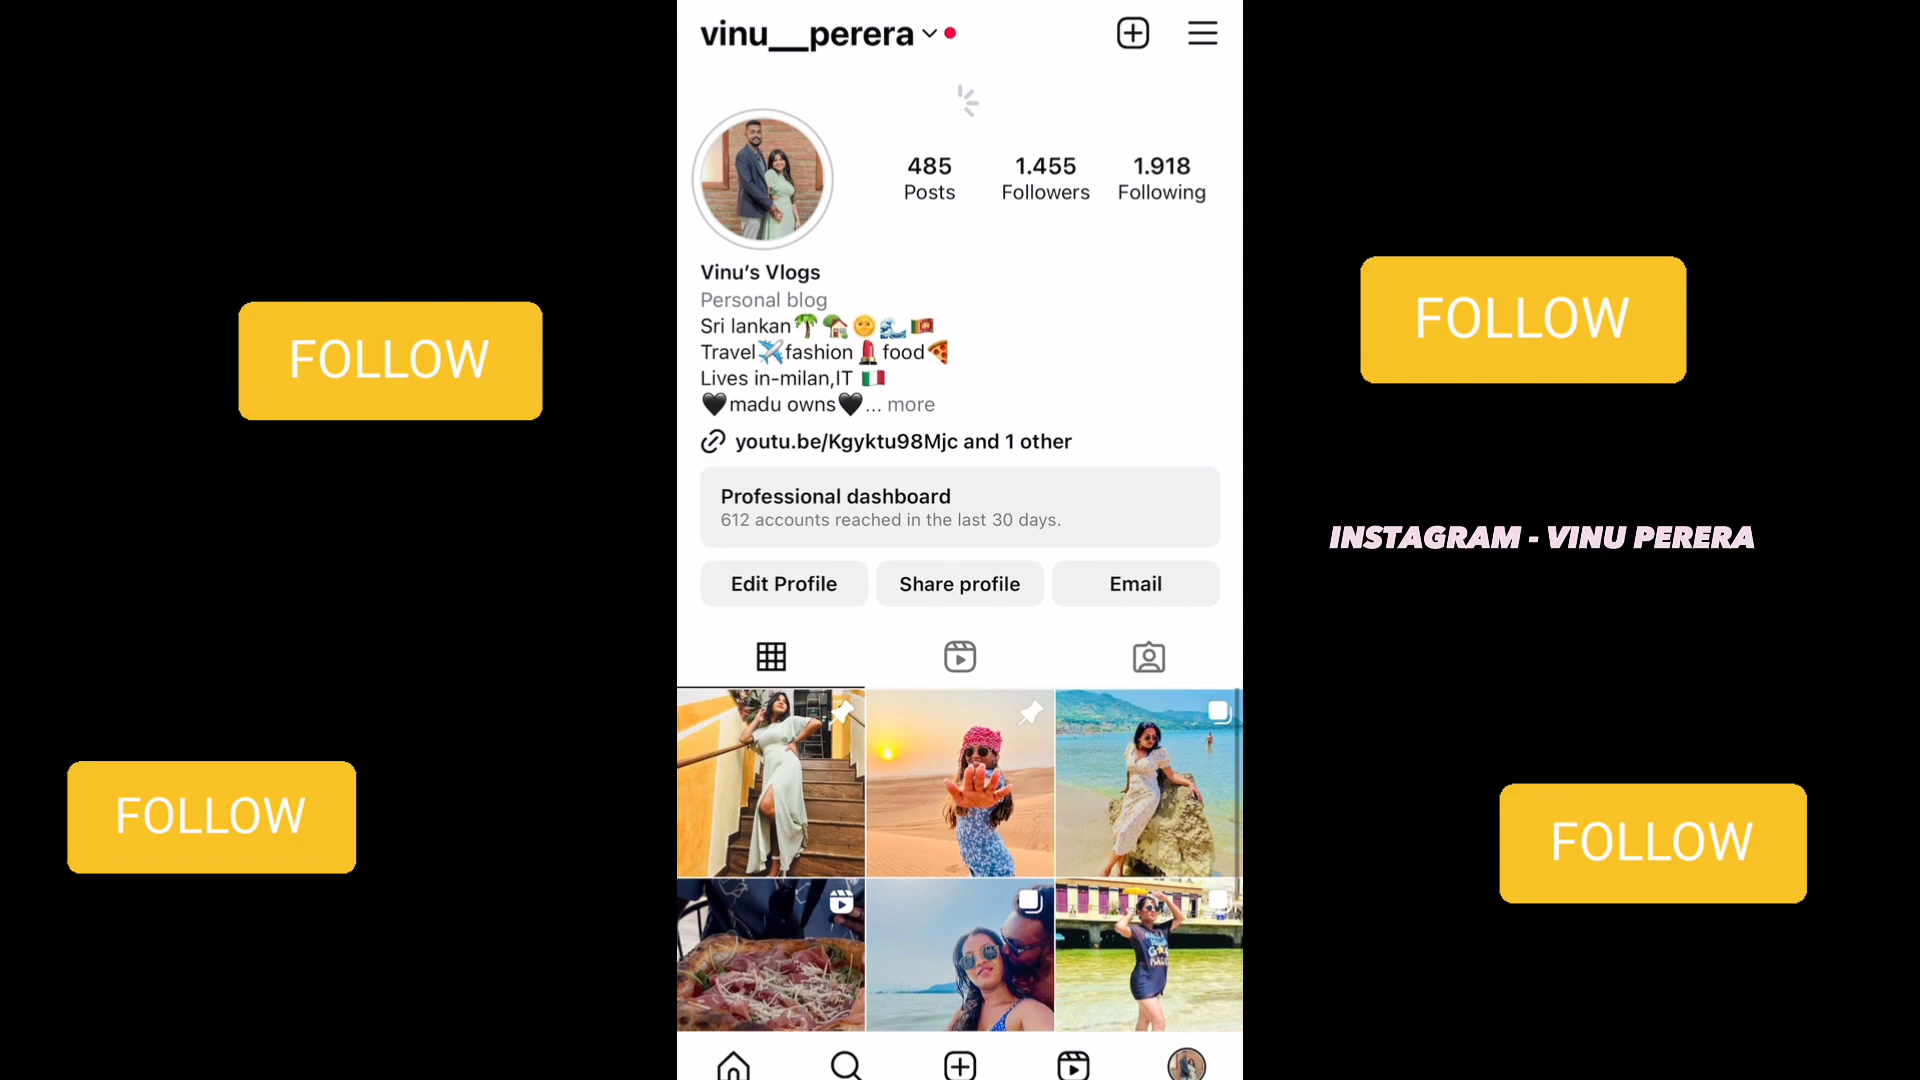 vinu__perera
485
Posts
1.455
Followers
1.918
Following
Vinu’s Vlogs
Personal blog
Sri lankan🌴🏡🌞🌊🇱🇰
Travel✈️fashion💄food🍕
Lives in-milan,IT 🇮🇹
🖤madu owns🖤... more
youtu.be/Kgyktu98Mjc and 1 other
Professional dashboard
612 accounts reached in the last 30 days.
Edit Profile
Share profile
Email
FOLLOW
FOLLOW
INSTAGRAM - VINU PERERA
FOLLOW
FOLLOW